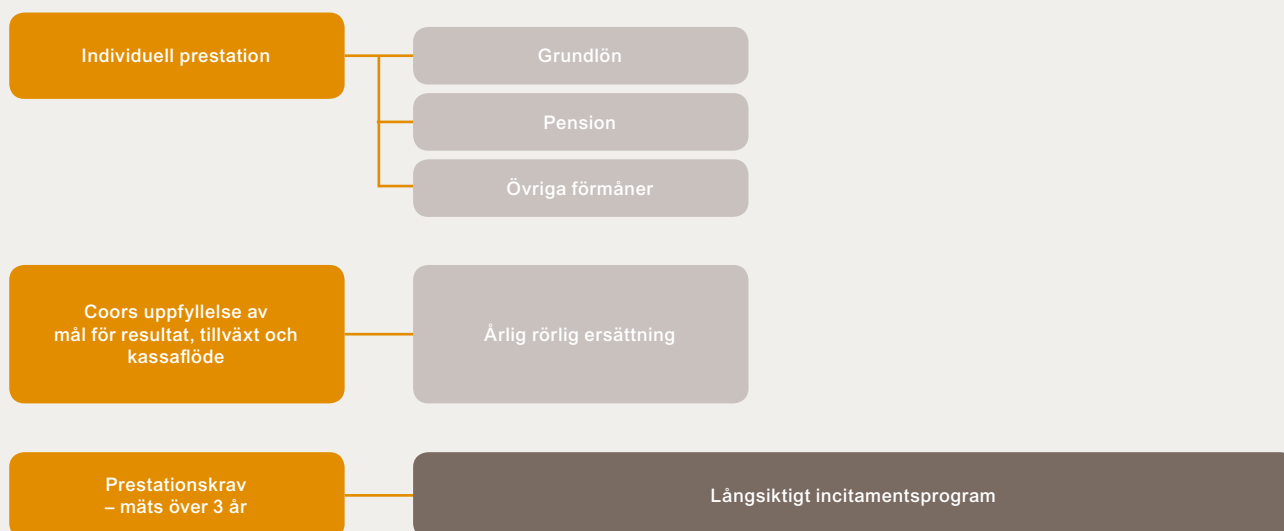 Individuell prestation
Grundlön
Pension
Övriga förmåner
Coors uppfyllelse av
mål för resultat, tillväxt och
kassaflöde
Årlig rörlig ersättning
Prestationskrav
– mäts över 3 år
Långsiktigt incitamentsprogram